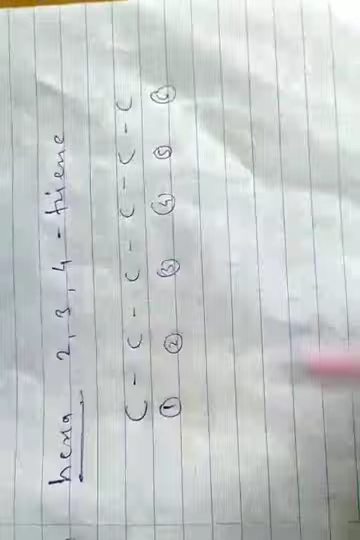 hexa 2,3,4-triene
C - C - C - C - C - C
① ② ③ ④ ⑤ ⑥